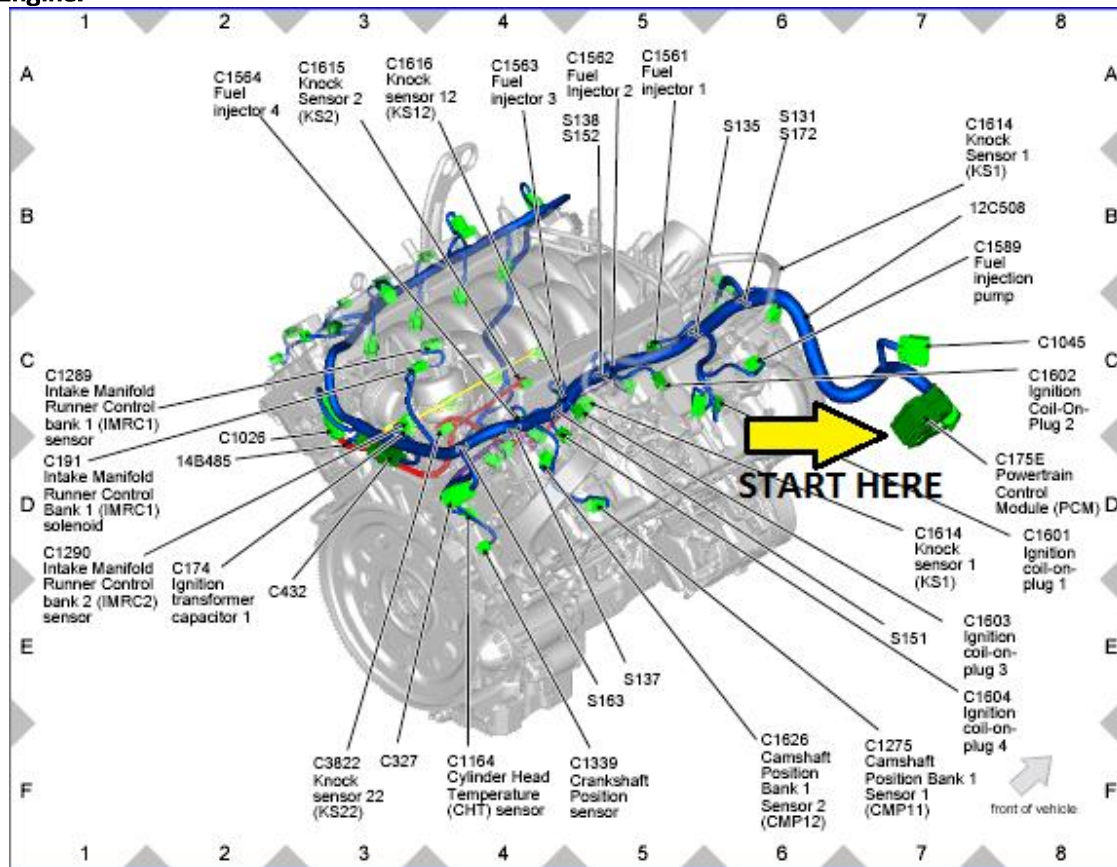 Engine.
1 2 3 4 5 6 7 8
A A
C1564
Fuel
injector 4
C1615
Knock
Sensor 2
(KS2)
C1616
Knock
sensor 12
(KS12)
C1563
Fuel
injector 3
C1562
Fuel
Injector 2
C1561
Fuel
injector 1
S138
S152
S135
S131
S172
C1614
Knock
Sensor 1
(KS1)
B B
12C508
C1589
Fuel
injection
pump
C C
C1045
C1289
Intake Manifold
Runner Control
bank 1 (IMRC1)
sensor
C1602
Ignition
Coil-On-
Plug 2
C1026
14B485
C191
Intake Manifold
Runner Control
Bank 1 (IMRC1)
solenoid
START HERE
C175E
Powertrain
Control
Module (PCM)
D D
C1290
Intake Manifold
Runner Control
bank 2 (IMRC2)
sensor
C174
Ignition
transformer
capacitor 1
C432
C1614
Knock
sensor 1
(KS1)
C1601
Ignition
coil-on-
plug 1
E E
C1603
Ignition
coil-on-
plug 3
S151
S137
S163
C1604
Ignition
coil-on-
plug 4
C3822
Knock
sensor 22
(KS22)
C327
C1164
Cylinder Head
Temperature
(CHT) sensor
C1339
Crankshaft
Position
sensor
C1626
Camshaft
Position
Bank 1
Sensor 2
(CMP12)
C1275
Camshaft
Position Bank 1
Sensor 1
(CMP11)
front of vehicle
F F
1 2 3 4 5 6 7 8